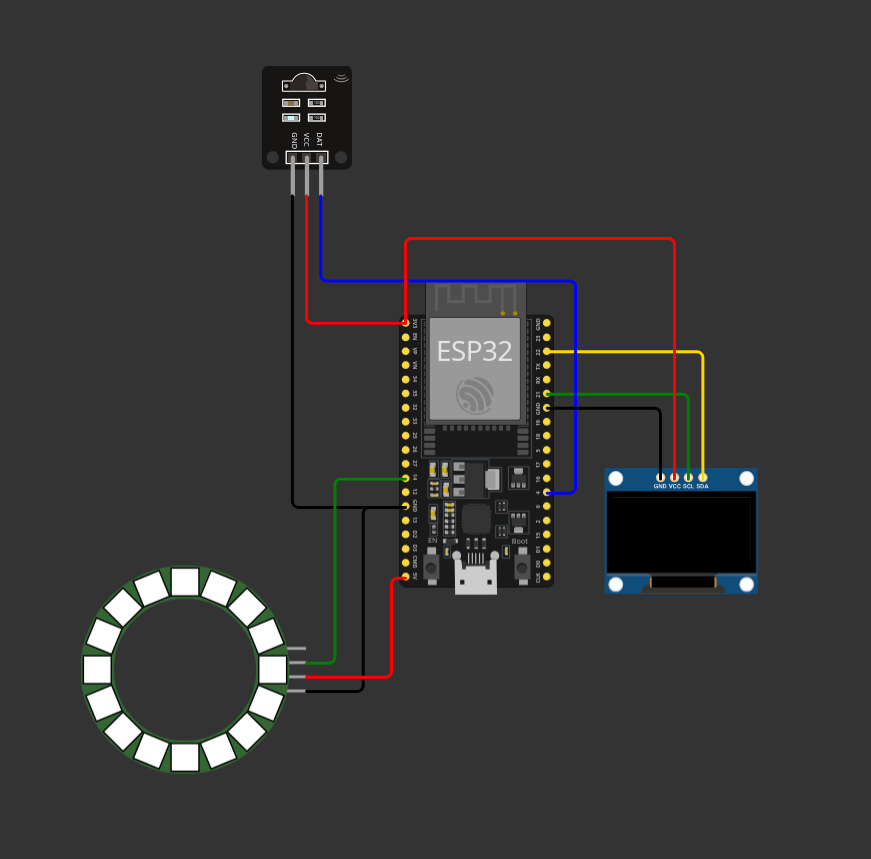 GND
VCC
DAT
ESP32
3V3
EN
VP
VN
34
35
32
33
25
26
27
14
12
GND
13
D2
D3
CMD
5V
GND
23
22
TX
RX
21
GND
19
18
5
17
16
4
0
2
15
D1
D0
CLK
EN
Boot
GND VCC SCL SDA